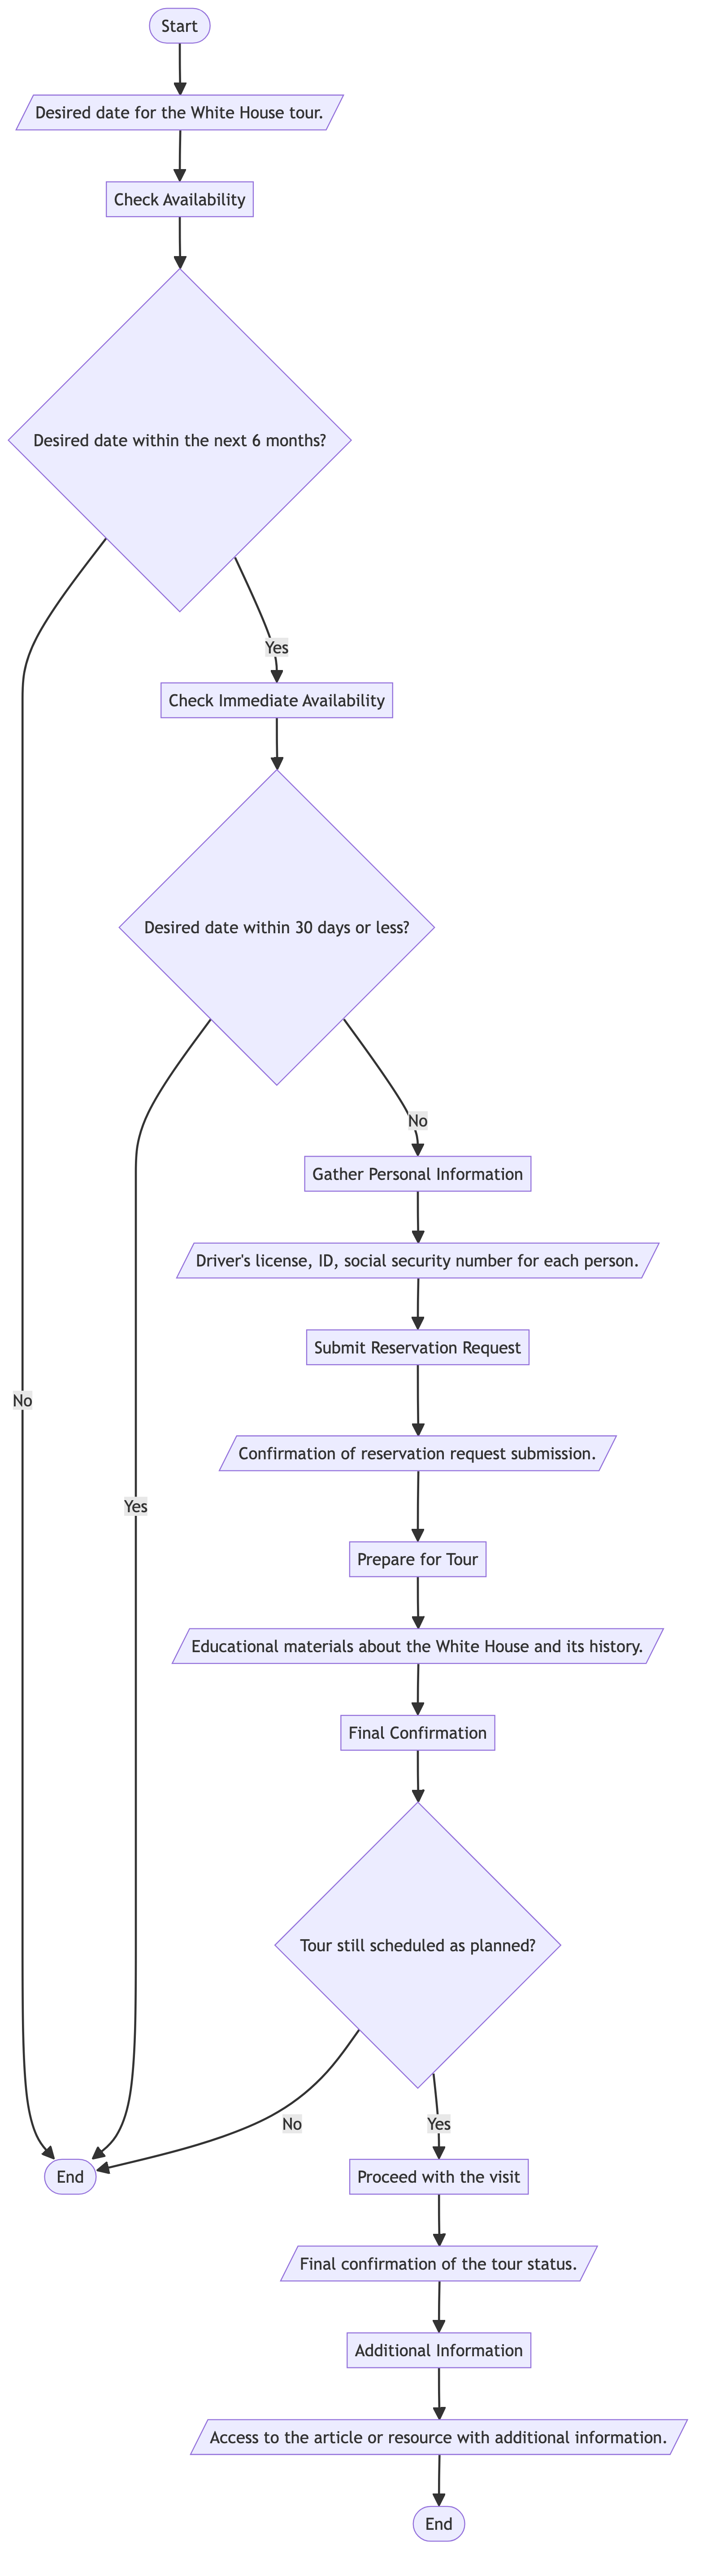 Start
Desired date for the White House tour.
Check Availability
Desired date within the next 6 months?
Yes
Check Immediate Availability
Desired date within 30 days or less?
No
Gather Personal Information
Driver's license, ID, social security number for each person.
Submit Reservation Request
No
Confirmation of reservation request submission.
Yes
Prepare for Tour
Educational materials about the White House and its history.
Final Confirmation
Tour still scheduled as planned?
No
Yes
End
Proceed with the visit
Final confirmation of the tour status.
Additional Information
Access to the article or resource with additional information.
End